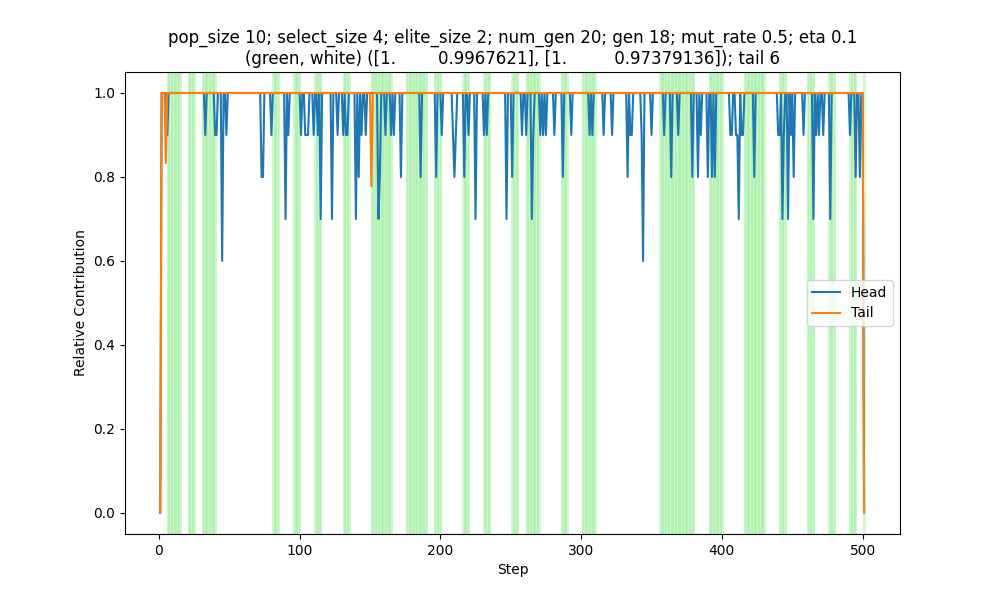 pop_size 10; select_size 4; elite_size 2; num_gen 20; gen 18; mut_rate 0.5; eta 0.1
(green, white) ([1. 0.9967621], [1. 0.97379136]); tail 6
1.0
0.8
0.6
0.4
0.2
0.0
Relative Contribution
Head
Tail
0 100 200 300 400 500
Step